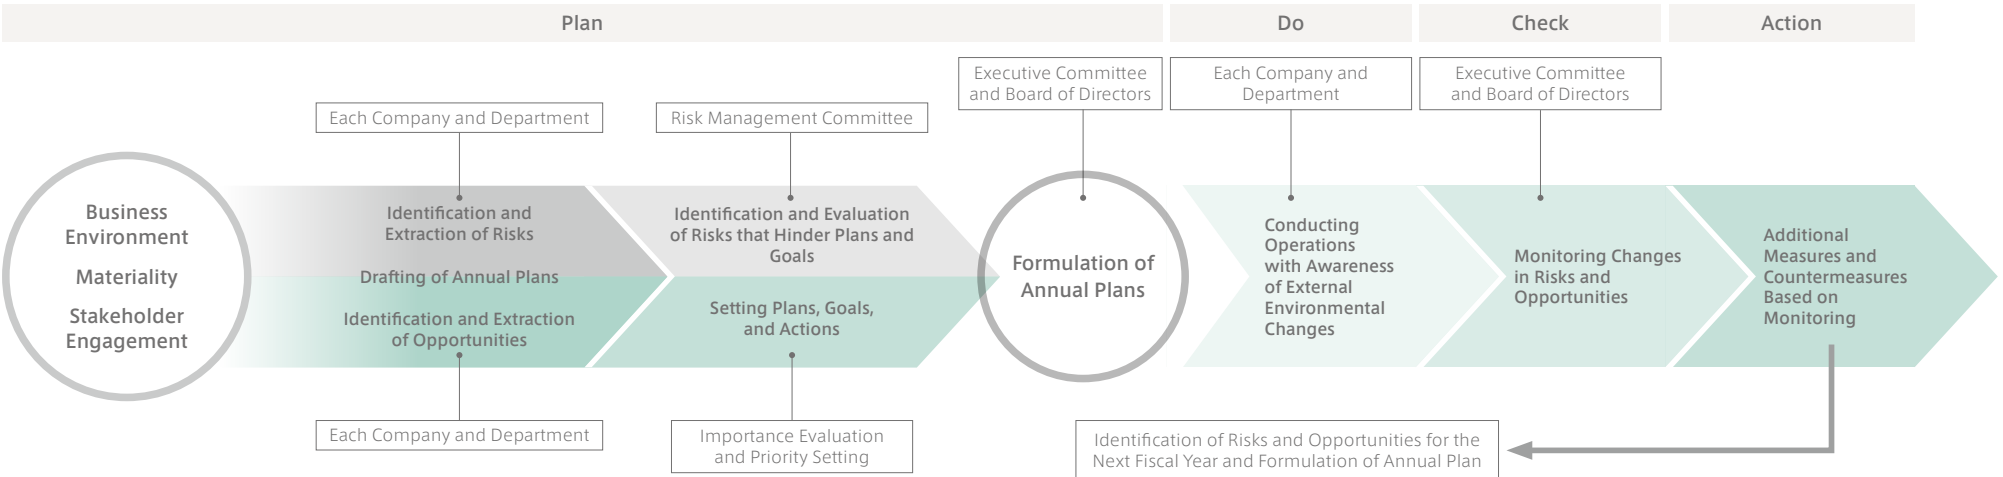 Plan
Do
Check
Action
Each Company and Department
Risk Management Committee
Executive Committee
and Board of Directors
Each Company and
Department
Executive Committee
and Board of Directors
Business
Environment
Materiality
Stakeholder
Engagement
Identification and
Extraction of Risks
Drafting of Annual Plans
Identification and Extraction
of Opportunities
Identification and Evaluation
of Risks that Hinder Plans and
Goals
Setting Plans, Goals,
and Actions
Formulation of
Annual Plans
Conducting
Operations
with Awareness
of External
Environmental
Changes
Monitoring Changes
in Risks and
Opportunities
Additional
Measures and
Countermeasures
Based on
Monitoring
Each Company and Department
Importance Evaluation
and Priority Setting
Identification of Risks and Opportunities for the
Next Fiscal Year and Formulation of Annual Plan